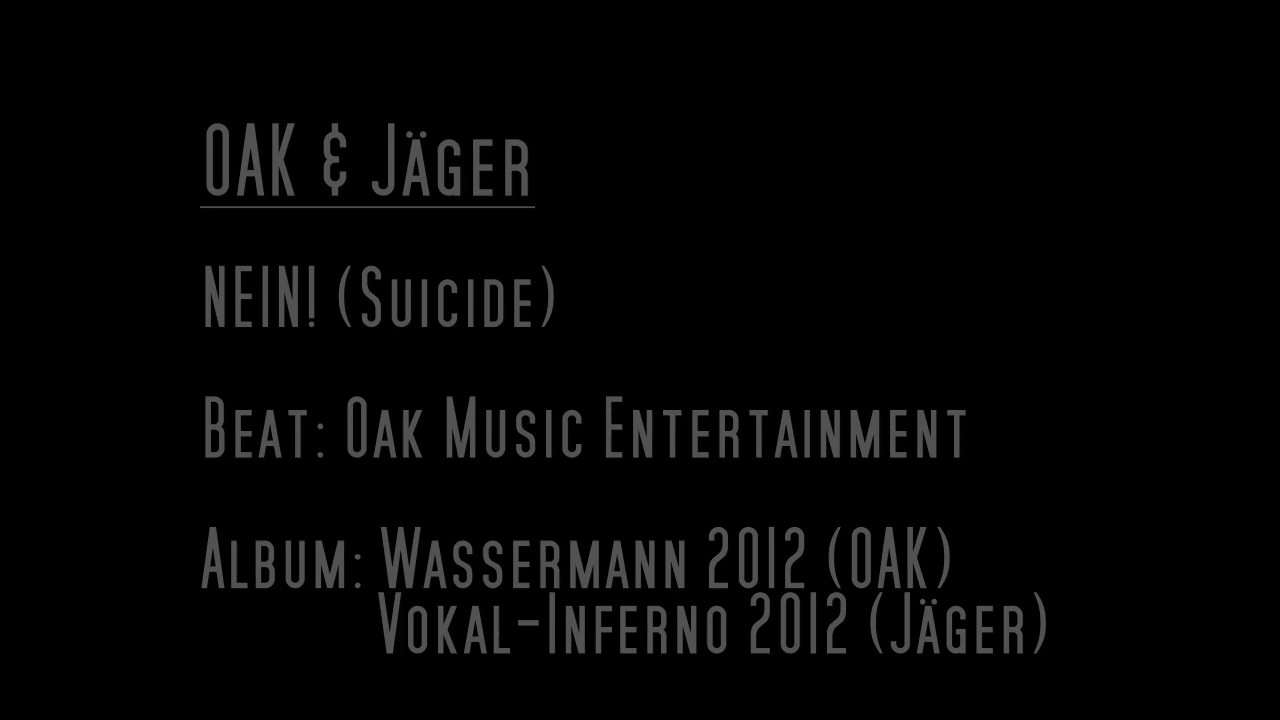 OAK & Jäger
NEIN! (Suicide)
Beat: Oak Music Entertainment
Album: Wassermann 2012 (OAK)
Vokal-Inferno 2012 (Jäger)